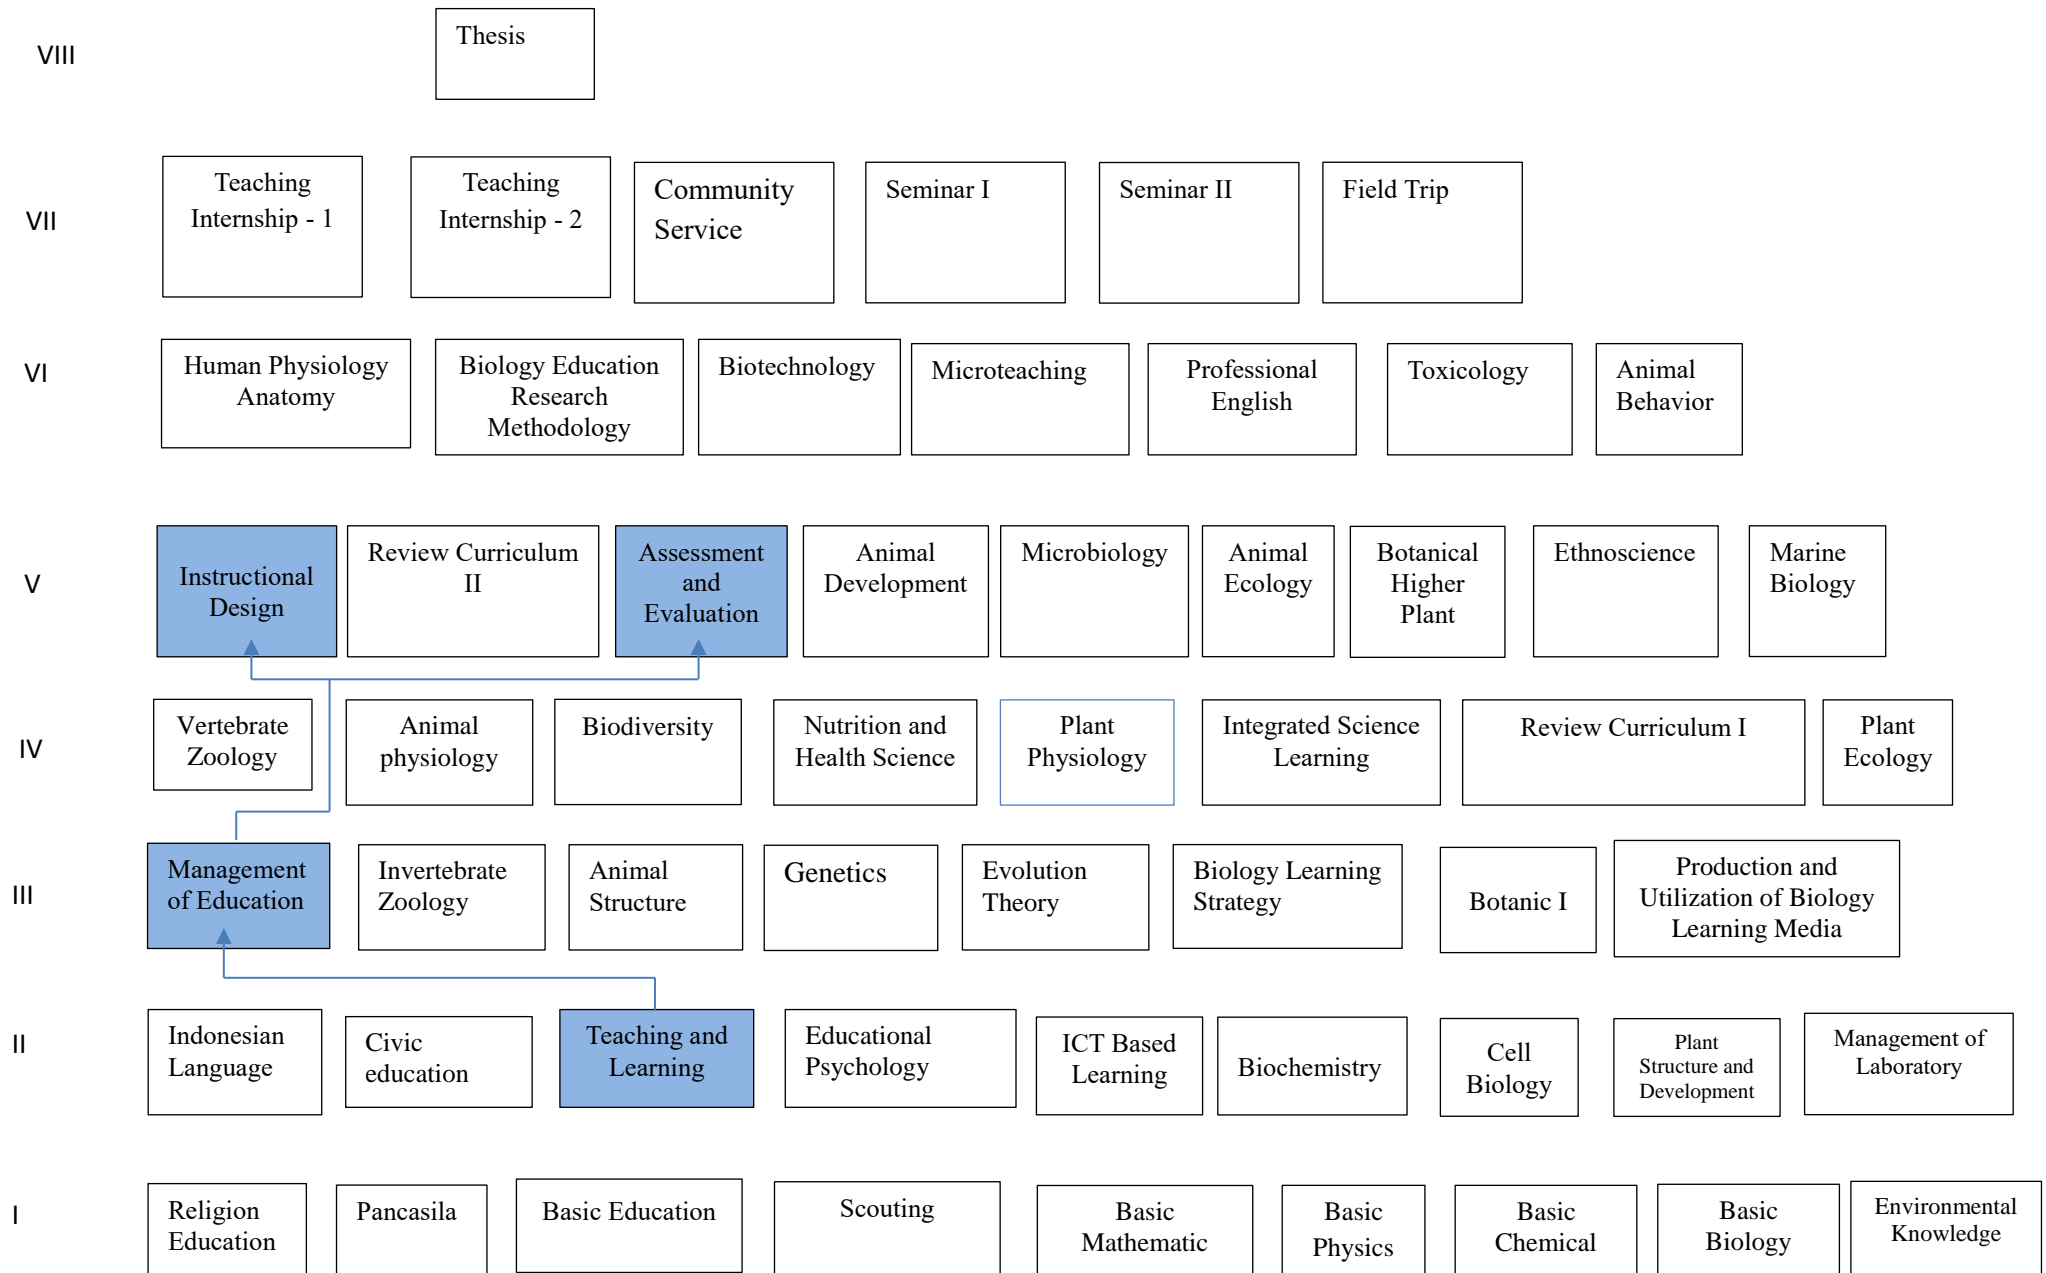 VIII
Thesis
VII
Teaching
Internship - 1
Teaching
Internship - 2
Community
Service
Seminar I
Seminar II
Field Trip
VI
Human Physiology
Anatomy
Biology Education
Research
Methodology
Biotechnology
Microteaching
Professional
English
Toxicology
Animal
Behavior
V
Instructional
Design
Review Curriculum
II
Assessment
and
Evaluation
Animal
Development
Microbiology
Animal
Ecology
Botanical
Higher
Plant
Ethnoscience
Marine
Biology
IV
Vertebrate
Zoology
Animal
physiology
Biodiversity
Nutrition and
Health Science
Plant
Physiology
Integrated Science
Learning
Review Curriculum I
Plant
Ecology
III
Management
of Education
Invertebrate
Zoology
Animal
Structure
Genetics
Evolution
Theory
Biology Learning
Strategy
Botanic I
Production and
Utilization of Biology
Learning Media
II
Indonesian
Language
Civic
education
Teaching and
Learning
Educational
Psychology
ICT Based
Learning
Biochemistry
Cell
Biology
Plant
Structure and
Development
Management of
Laboratory
I
Religion
Education
Pancasila
Basic Education
Scouting
Basic
Mathematic
Basic
Physics
Basic
Chemical
Basic
Biology
Environmental
Knowledge